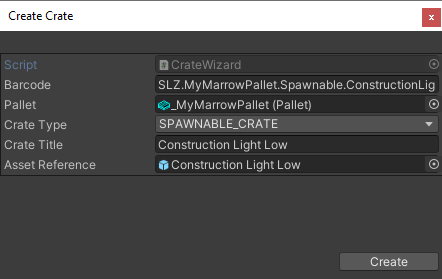 Create Crate
x
Script CrateWizard
Barcode SLZ.MyMarrowPallet.Spawnable.ConstructionLig
Pallet _MyMarrowPallet (Pallet)
Crate Type SPAWNABLE_CRATE
Crate Title Construction Light Low
Asset Reference Construction Light Low
Create